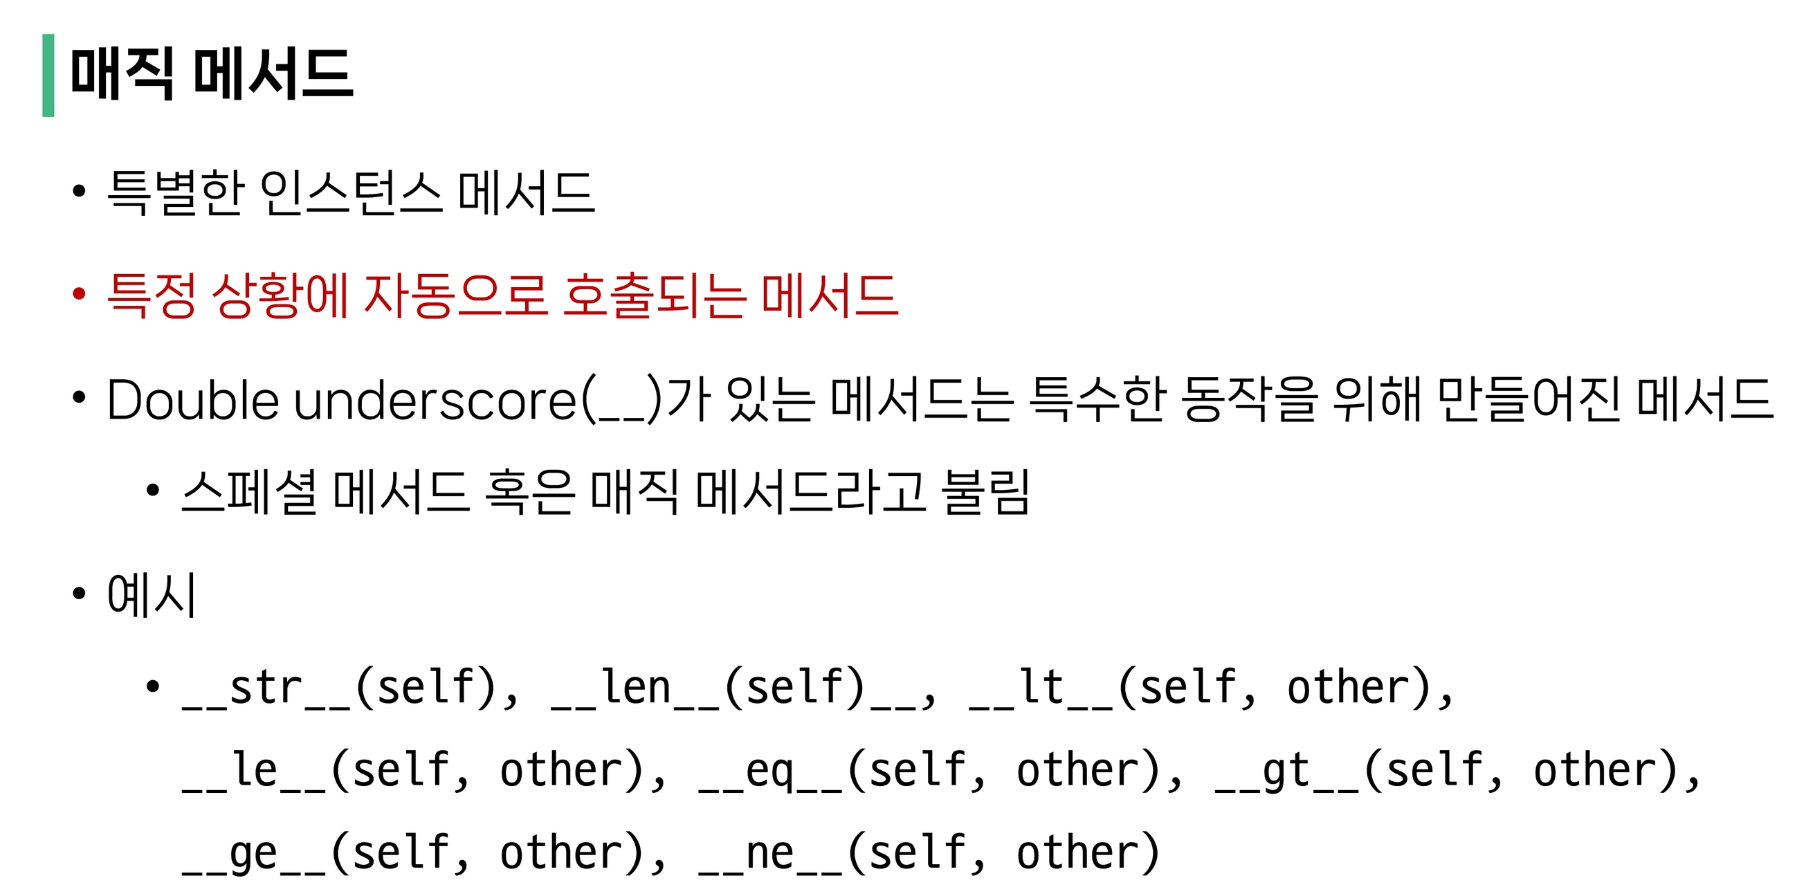 매직 메서드
• 특별한 인스턴스 메서드
• 특정 상황에 자동으로 호출되는 메서드
• Double underscore(__)가 있는 메서드는 특수한 동작을 위해 만들어진 메서드
• 스페셜 메서드 혹은 매직 메서드라고 불림
• 예시
• __str__(self), __len__(self)__, __lt__(self, other),
__le__(self, other), __eq__(self, other), __gt__(self, other),
__ge__(self, other), __ne__(self, other)